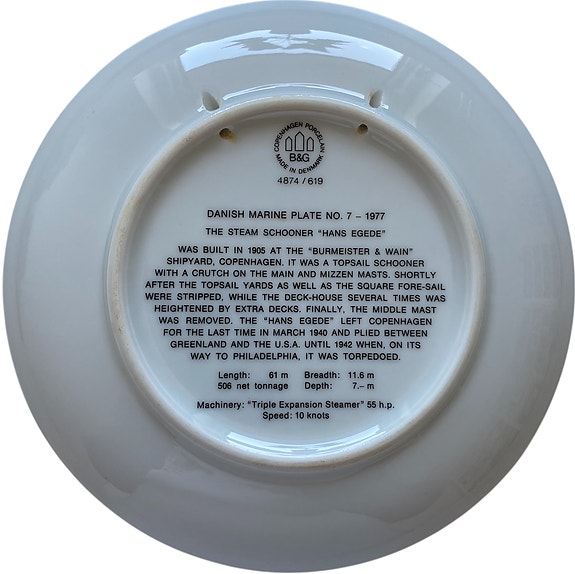 COPENHAGEN PORCELAIN
B&G
MADE IN DENMARK
4874 / 619
DANISH MARINE PLATE NO. 7 – 1977
THE STEAM SCHOONER "HANS EGEDE"
WAS BUILT IN 1905 AT THE "BURMEISTER & WAIN"
SHIPYARD, COPENHAGEN. IT WAS A TOPSAIL SCHOONER
WITH A CRUTCH ON THE MAIN AND MIZZEN MASTS. SHORTLY
AFTER THE TOPSAIL YARDS AS WELL AS THE SQUARE FORE-SAIL
WERE STRIPPED, WHILE THE DECK-HOUSE SEVERAL TIMES WAS
HEIGHTENED BY EXTRA DECKS. FINALLY, THE MIDDLE MAST
WAS REMOVED. THE "HANS EGEDE" LEFT COPENHAGEN
FOR THE LAST TIME IN MARCH 1940 AND PLIED BETWEEN
GREENLAND AND THE U.S.A. UNTIL 1942 WHEN, ON ITS
WAY TO PHILADELPHIA, IT WAS TORPEDOED.
Length: 61 m Breadth: 11.6 m
506 net tonnage Depth: 7.– m
Machinery: "Triple Expansion Steamer" 55 h.p.
Speed: 10 knots